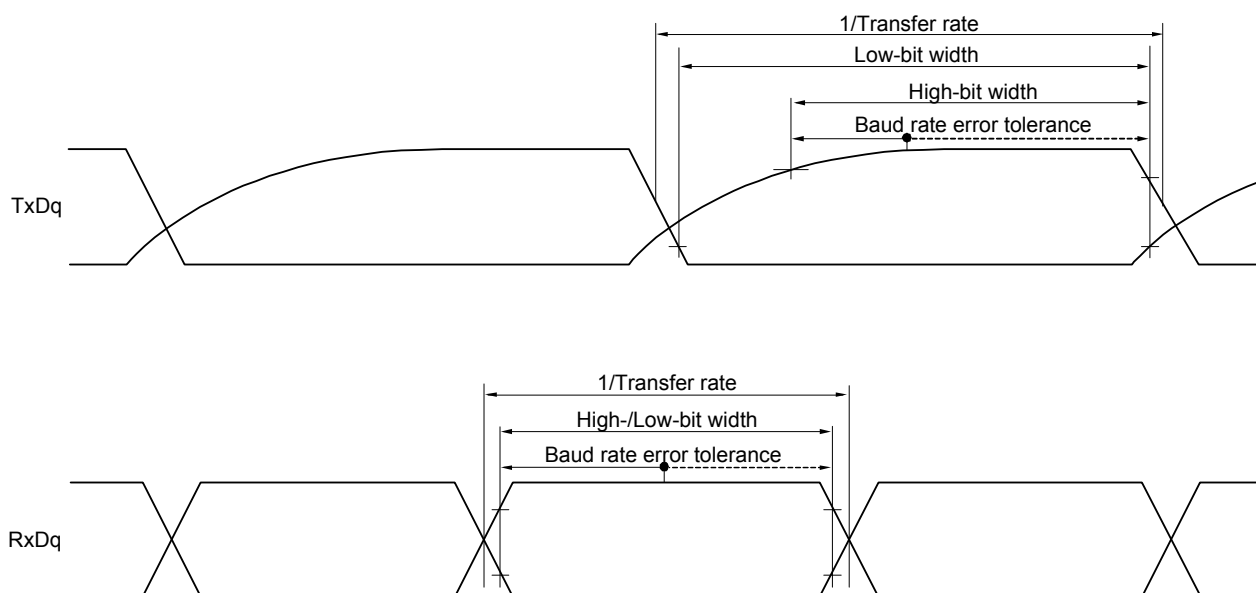 1/Transfer rate
Low-bit width
High-bit width
Baud rate error tolerance
TxDq
1/Transfer rate
High-/Low-bit width
Baud rate error tolerance
RxDq